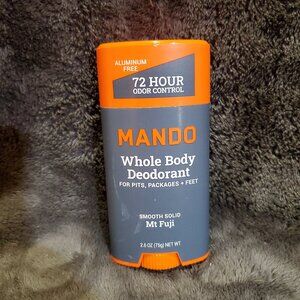 ALUMINUM
FREE
72 HOUR
ODOR CONTROL
MANDO
Whole Body
Deodorant
FOR PITS, PACKAGES + FEET
SMOOTH SOLID
Mt Fuji
2.6 OZ (75g) NET WT